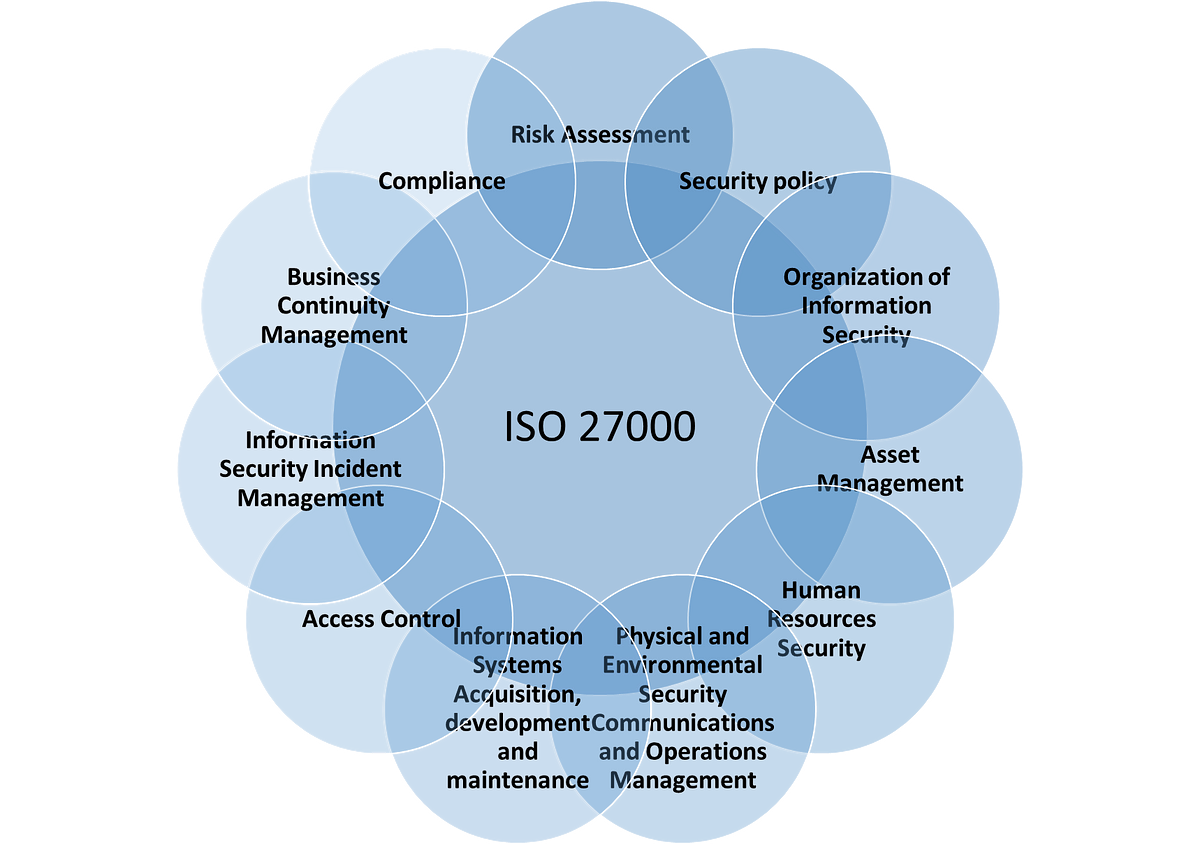 Risk Assessment
Security policy
Organization of
Information
Security
Asset
Management
Human
Resources
Security
Physical and
Environmental
Security
Communications
and Operations
Management
Information
Systems
Acquisition,
development
and
maintenance
Access Control
Information
Security Incident
Management
Business
Continuity
Management
Compliance
ISO 27000